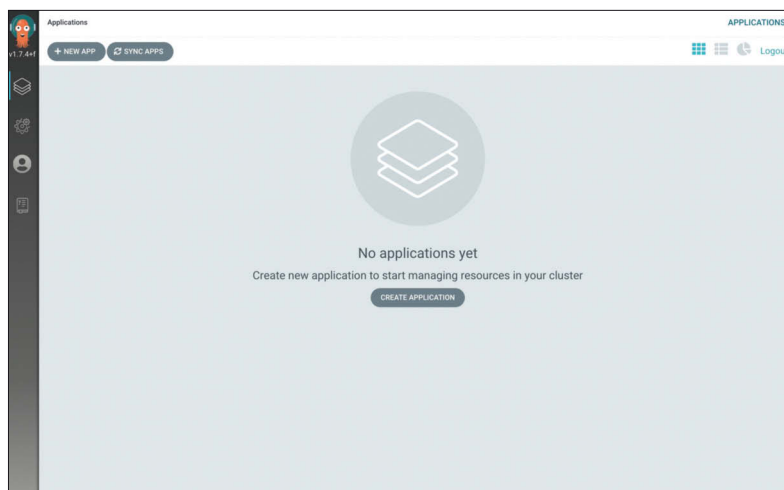 Applications
APPLICATIONS
v1.7.4+f
+ NEW APP
SYNC APPS
Logou
No applications yet
Create new application to start managing resources in your cluster
CREATE APPLICATION